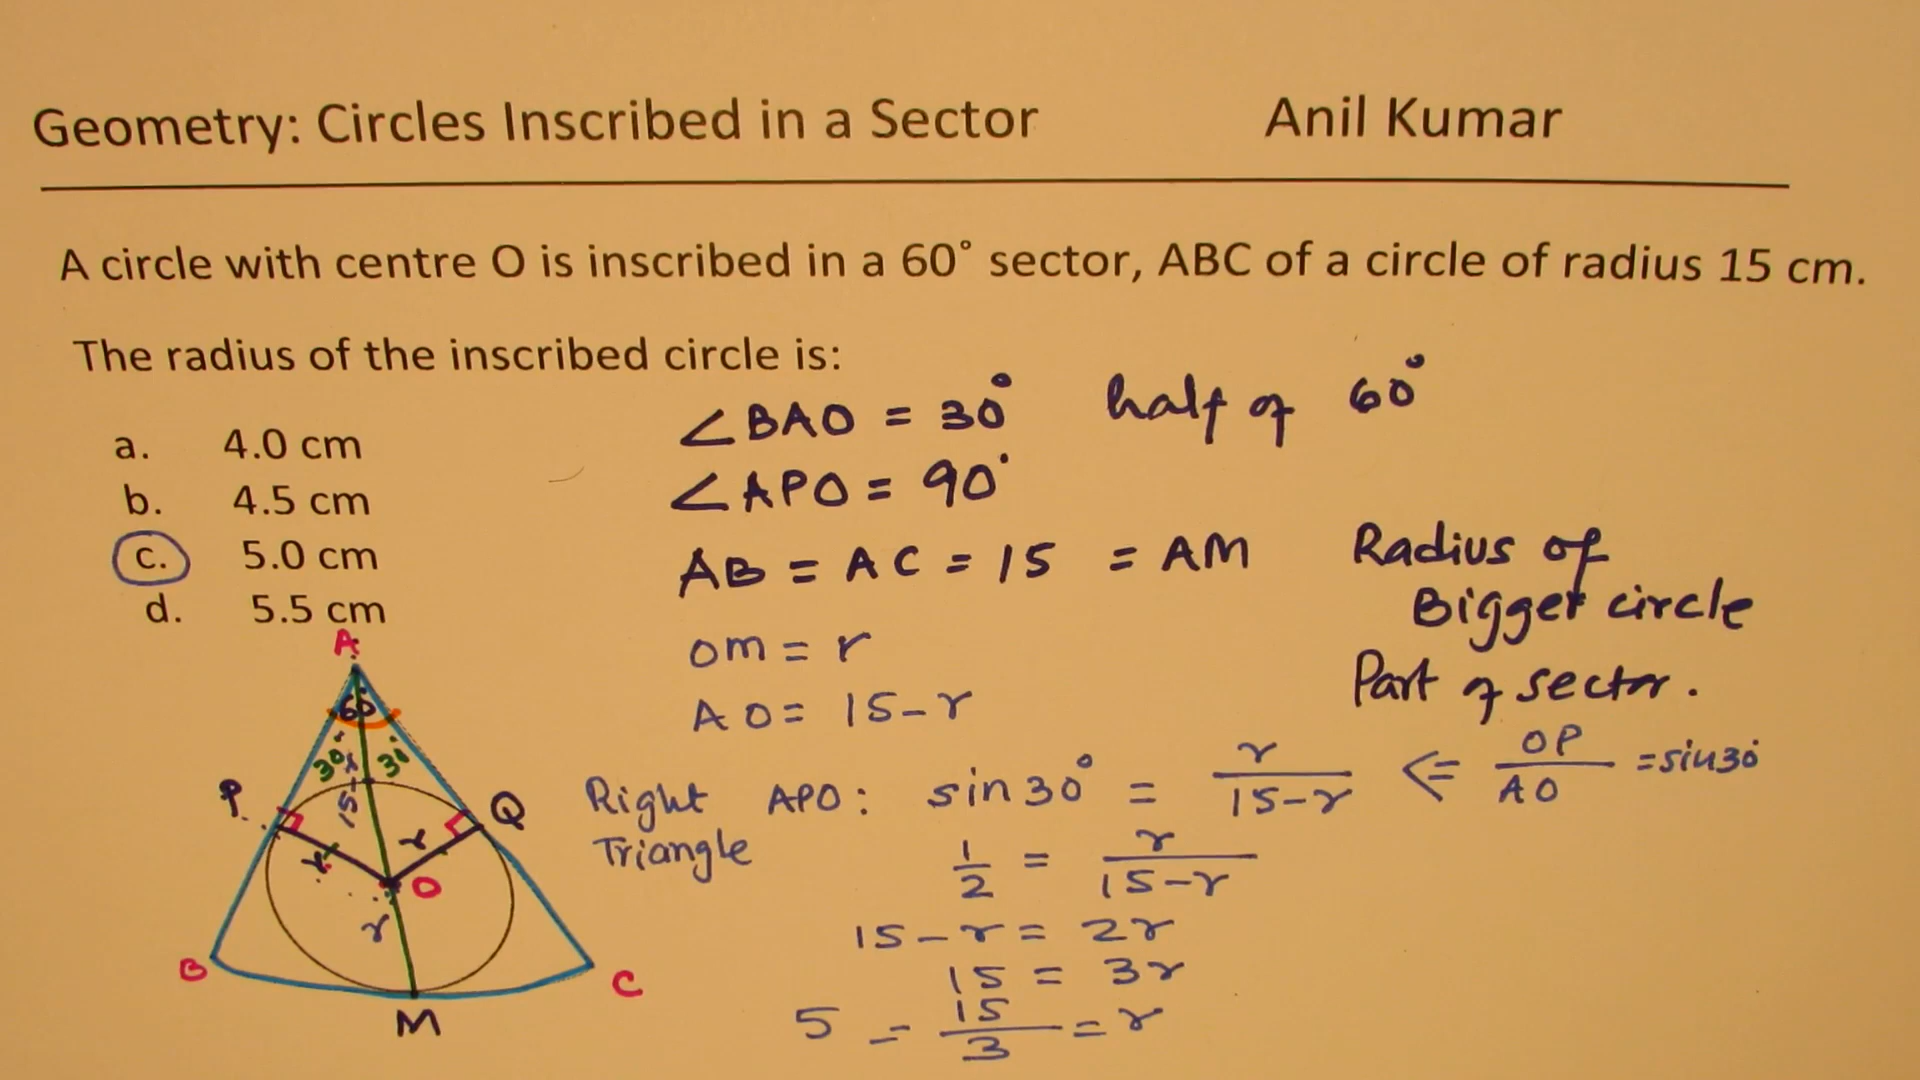 Geometry: Circles Inscribed in a Sector Anil Kumar
A circle with centre O is inscribed in a 60° sector, ABC of a circle of radius 15 cm.
The radius of the inscribed circle is:
a. 4.0 cm
b. 4.5 cm
c. 5.0 cm
d. 5.5 cm
∠BAO = 30° half of 60°
∠APO = 90°
AB = AC = 15 = AM Radius of
Bigger circle
Part of sector.
OM = r
AO = 15-r
Right APO: sin30° = r/(15-r) <= OP/AO = sin30°
Triangle
1/2 = r/(15-r)
15-r = 2r
15 = 3r
5 = 15/3 = r
A
60°
30° 30°
15-r
P Q
r r
O
r
B C
M